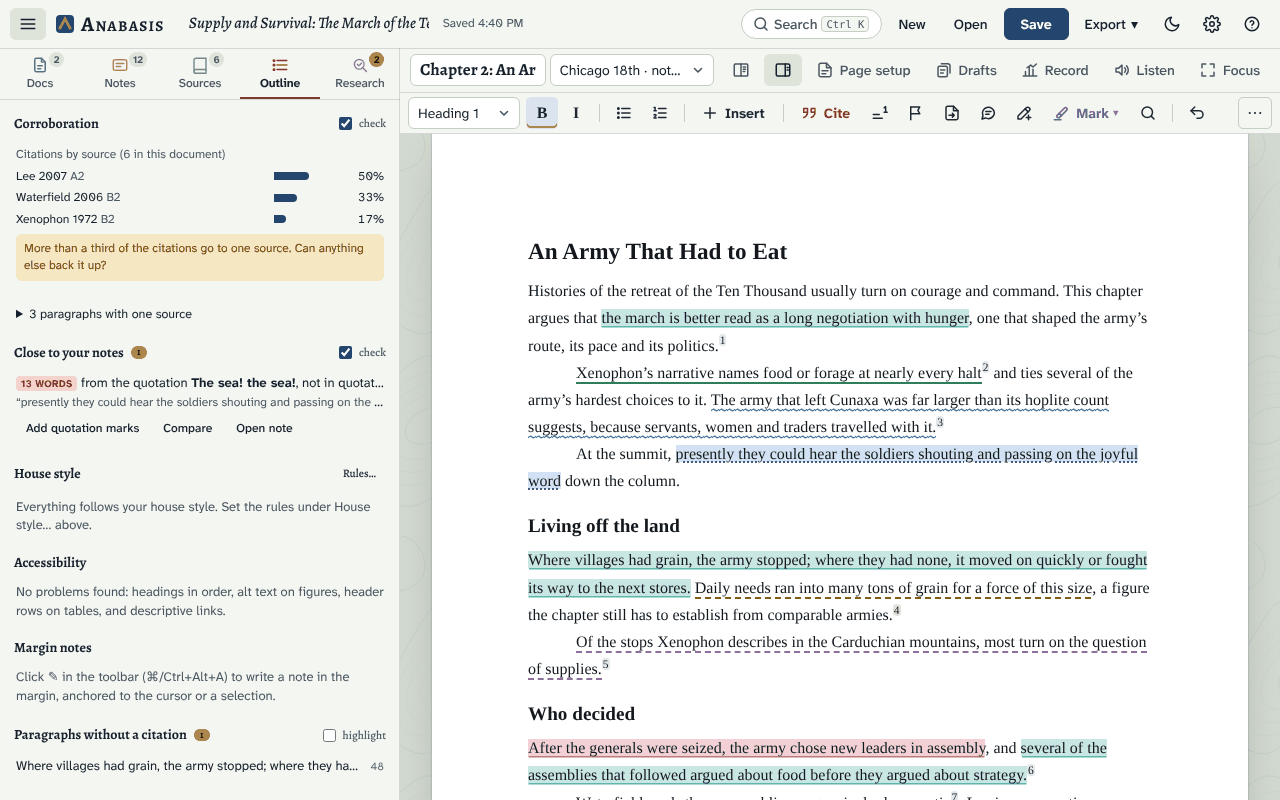 ANABASIS
Supply and Survival: The March of the Te
Saved 4:40 PM
Search Ctrl K
New
Open
Save
Export ▾
Docs 2
Notes 12
Sources 6
Outline
Research 2
Chapter 2: An Ar
Chicago 18th · not...
Page setup
Drafts
Record
Listen
Focus
Heading 1
B
I
Insert
Cite
Mark ▾
Corroboration
check
Citations by source (6 in this document)
Lee 2007 A2 50%
Waterfield 2006 B2 33%
Xenophon 1972 B2 17%
More than a third of the citations go to one source. Can anything
else back it up?
3 paragraphs with one source
Close to your notes 1
check
13 WORDS from the quotation The sea! the sea!, not in quotat...
“presently they could hear the soldiers shouting and passing on the ...
Add quotation marks
Compare
Open note
House style
Rules...
Everything follows your house style. Set the rules under House
style... above.
Accessibility
No problems found: headings in order, alt text on figures, header
rows on tables, and descriptive links.
Margin notes
Click ✎ in the toolbar (⌘/Ctrl+Alt+A) to write a note in the
margin, anchored to the cursor or a selection.
Paragraphs without a citation 1
highlight
Where villages had grain, the army stopped; where they ha... 48
An Army That Had to Eat
Histories of the retreat of the Ten Thousand usually turn on courage and command. This chapter
argues that the march is better read as a long negotiation with hunger, one that shaped the army’s
route, its pace and its politics.1
Xenophon’s narrative names food or forage at nearly every halt2 and ties several of the
army’s hardest choices to it. The army that left Cunaxa was far larger than its hoplite count
suggests, because servants, women and traders travelled with it.3
At the summit, presently they could hear the soldiers shouting and passing on the joyful
word down the column.
Living off the land
Where villages had grain, the army stopped; where they had none, it moved on quickly or fought
its way to the next stores. Daily needs ran into many tons of grain for a force of this size, a figure
the chapter still has to establish from comparable armies.4
Of the stops Xenophon describes in the Carduchian mountains, most turn on the question
of supplies.5
Who decided
After the generals were seized, the army chose new leaders in assembly, and several of the
assemblies that followed argued about food before they argued about strategy.6